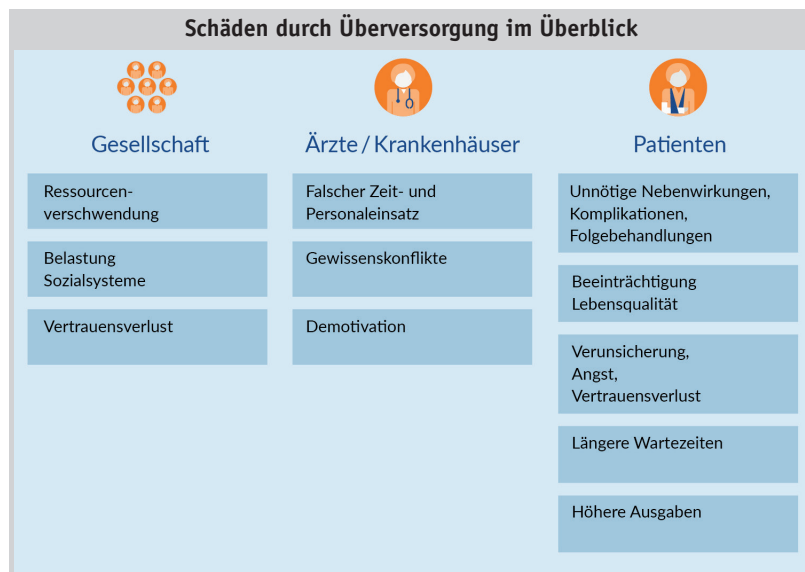 Schäden durch Überversorgung im Überblick
Gesellschaft
Ressourcen-
verschwendung
Belastung
Sozialsysteme
Vertrauensverlust
Ärzte / Krankenhäuser
Falscher Zeit- und
Personaleinsatz
Gewissenskonflikte
Demotivation
Patienten
Unnötige Nebenwirkungen,
Komplikationen,
Folgebehandlungen
Beeinträchtigung
Lebensqualität
Verunsicherung,
Angst,
Vertrauensverlust
Längere Wartezeiten
Höhere Ausgaben